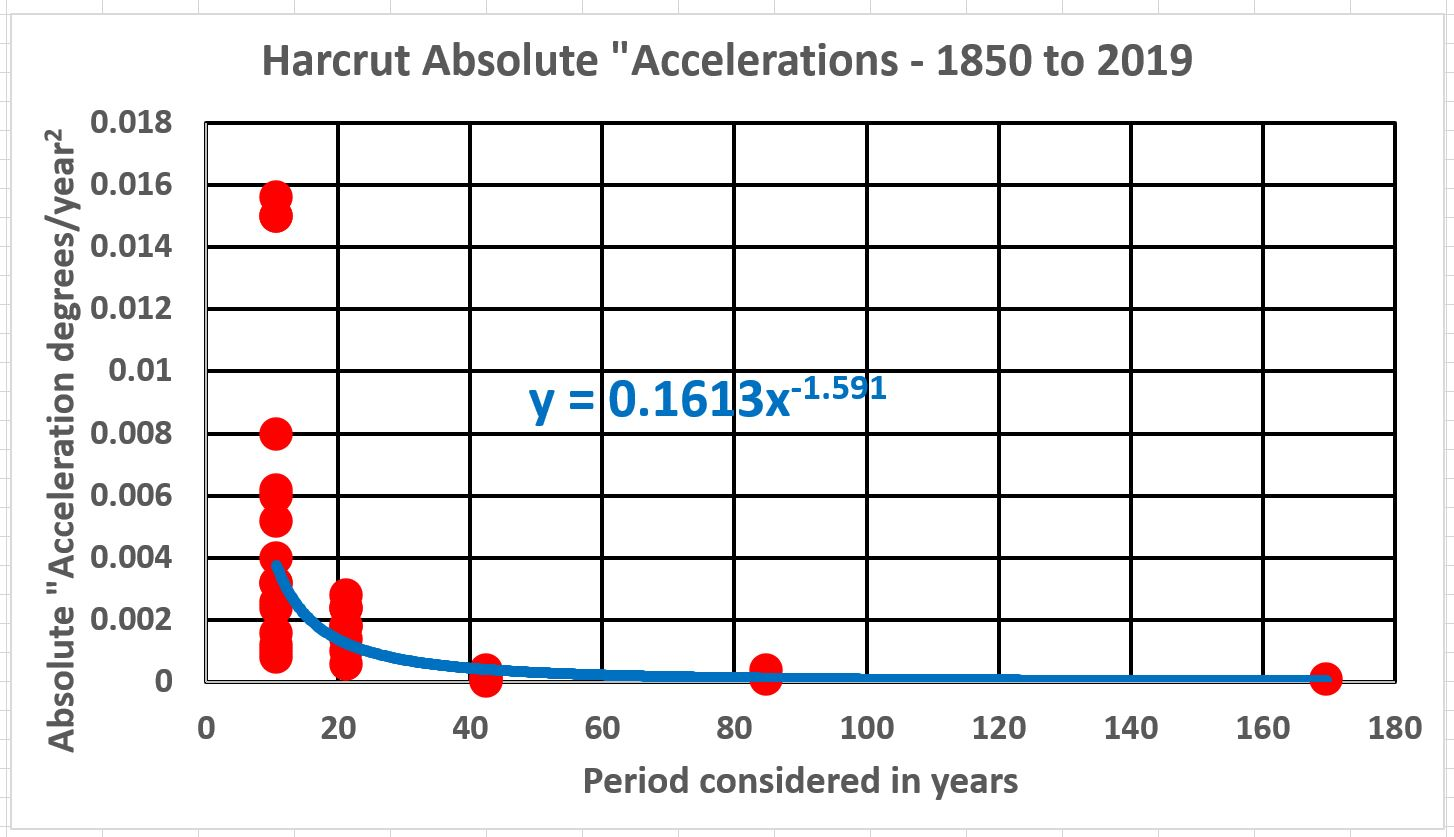 Harcrut Absolute "Accelerations - 1850 to 2019
Absolute "Acceleration degrees/year²
0.018
0.016
0.014
0.012
0.01
0.008
0.006
0.004
0.002
0
y = 0.1613x⁻¹·⁵⁹¹
0 20 40 60 80 100 120 140 160 180
Period considered in years